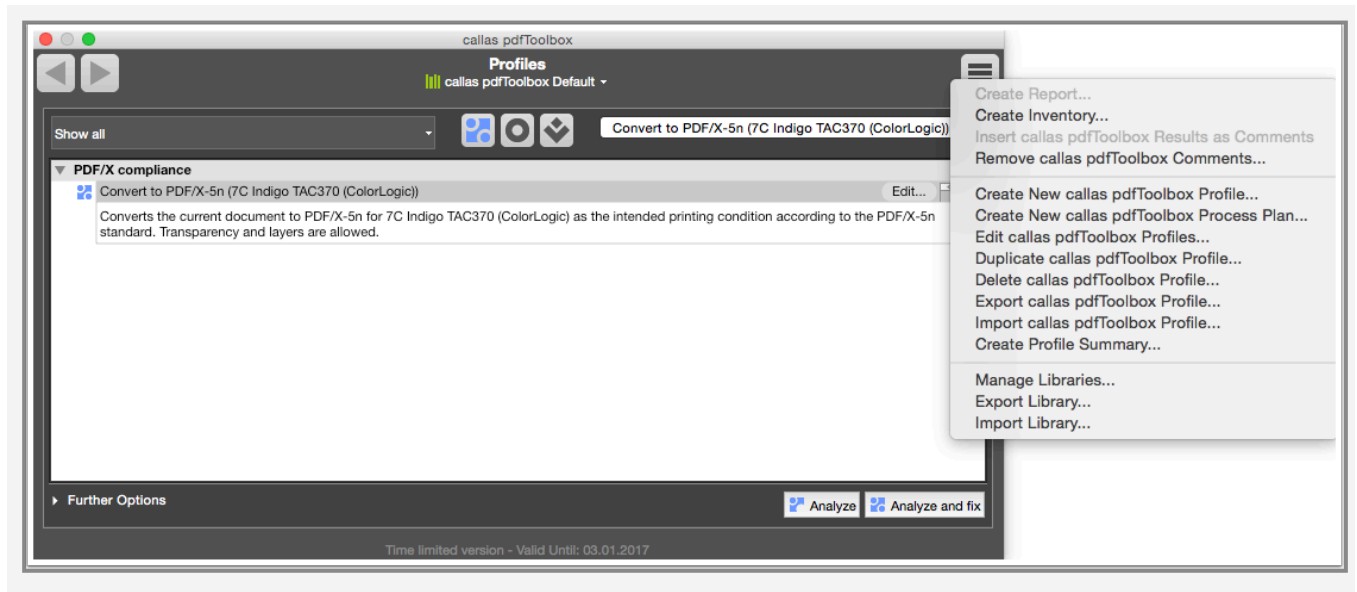 callas pdfToolbox
Profiles
callas pdfToolbox Default
Show all
Convert to PDF/X-5n (7C Indigo TAC370 (ColorLogic))
PDF/X compliance
Convert to PDF/X-5n (7C Indigo TAC370 (ColorLogic))
Edit...
Converts the current document to PDF/X-5n for 7C Indigo TAC370 (ColorLogic) as the intended printing condition according to the PDF/X-5n
standard. Transparency and layers are allowed.
Further Options
Analyze
Analyze and fix
Time limited version - Valid Until: 03.01.2017
Create Report...
Create Inventory...
Insert callas pdfToolbox Results as Comments
Remove callas pdfToolbox Comments...
Create New callas pdfToolbox Profile...
Create New callas pdfToolbox Process Plan...
Edit callas pdfToolbox Profiles...
Duplicate callas pdfToolbox Profile...
Delete callas pdfToolbox Profile...
Export callas pdfToolbox Profile...
Import callas pdfToolbox Profile...
Create Profile Summary...
Manage Libraries...
Export Library...
Import Library...